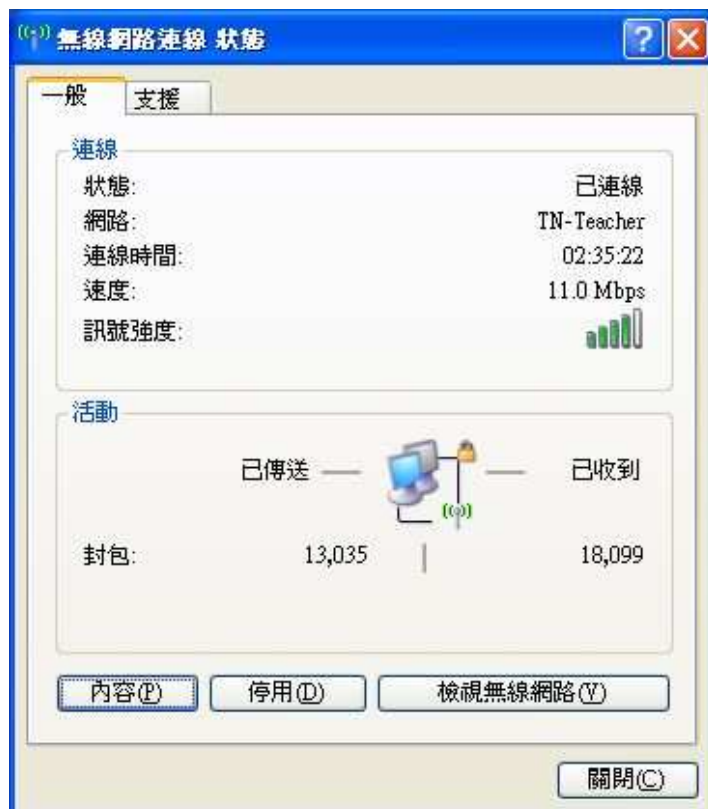 無線網路連線 狀態
一般 支援
連線
狀態: 已連線
網路: TN-Teacher
連線時間: 02:35:22
速度: 11.0 Mbps
訊號強度:
活動
已傳送 已收到
封包: 13,035 18,099
內容(P) 停用(D) 檢視無線網路(V)
關閉(C)